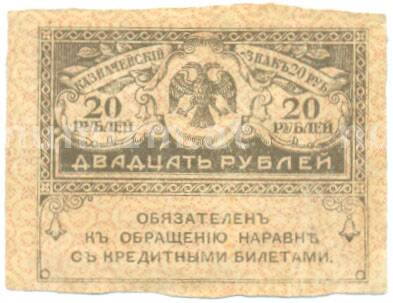 КАЗНАЧЕЙСКІЙ ЗНАКЪ 20 РУБ.
20 20
РУБЛЕЙ РУБЛЕЙ
ДВАДЦАТЬ РУБЛЕЙ
ОБЯЗАТЕЛЕНЪ
КЪ ОБРАЩЕНІЮ НАРАВНѢ
СЪ КРЕДИТНЫМИ БИЛЕТАМИ.